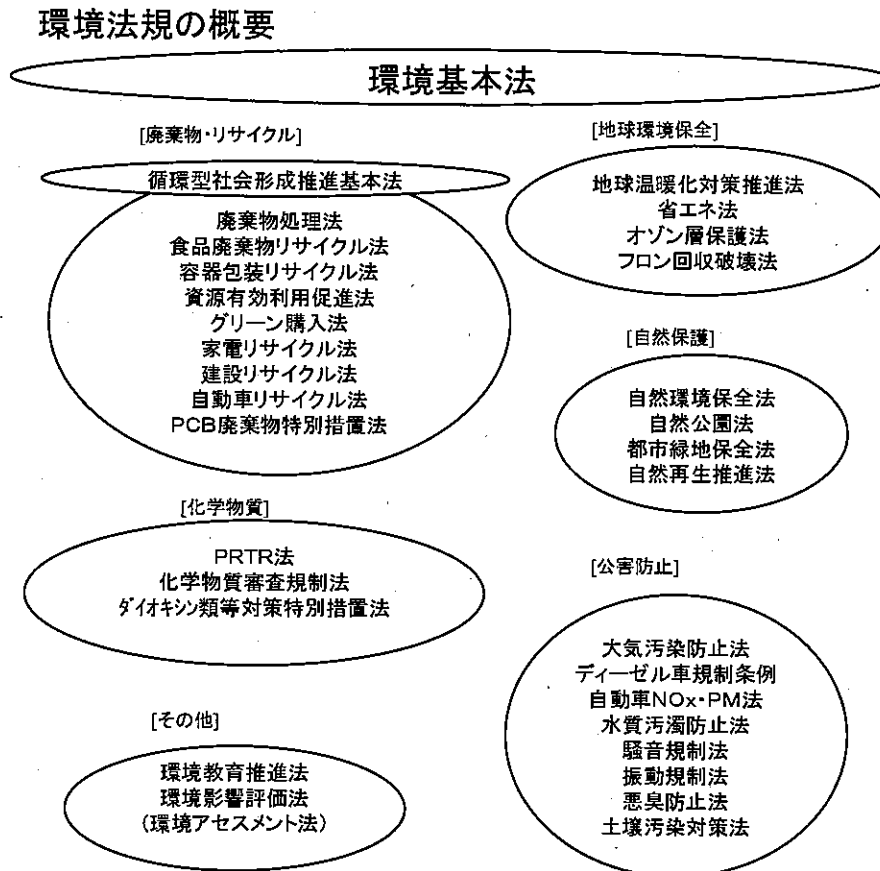 環境法規の概要
環境基本法
[廃棄物・リサイクル]
循環型社会形成推進基本法
廃棄物処理法
食品廃棄物リサイクル法
容器包装リサイクル法
資源有効利用促進法
グリーン購入法
家電リサイクル法
建設リサイクル法
自動車リサイクル法
PCB廃棄物特別措置法
[化学物質]
PRTR法
化学物質審査規制法
ダイオキシン類等対策特別措置法
[その他]
環境教育推進法
環境影響評価法
(環境アセスメント法)
[地球環境保全]
地球温暖化対策推進法
省エネ法
オゾン層保護法
フロン回収破壊法
[自然保護]
自然環境保全法
自然公園法
都市緑地保全法
自然再生推進法
[公害防止]
大気汚染防止法
ディーゼル車規制条例
自動車NOx・PM法
水質汚濁防止法
騒音規制法
振動規制法
悪臭防止法
土壌汚染対策法